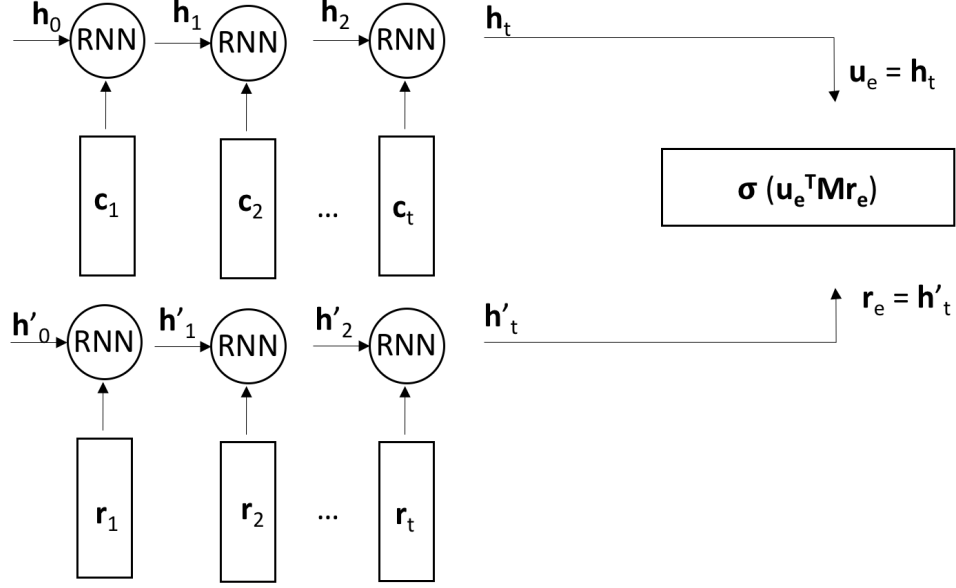 h₀ h₁ h₂ hₜ
RNN RNN RNN
uₑ = hₜ
c₁ c₂ ... cₜ
σ (uₑᵀMrₑ)
h'₀ h'₁ h'₂ h'ₜ
RNN RNN RNN
rₑ = h'ₜ
r₁ r₂ ... rₜ